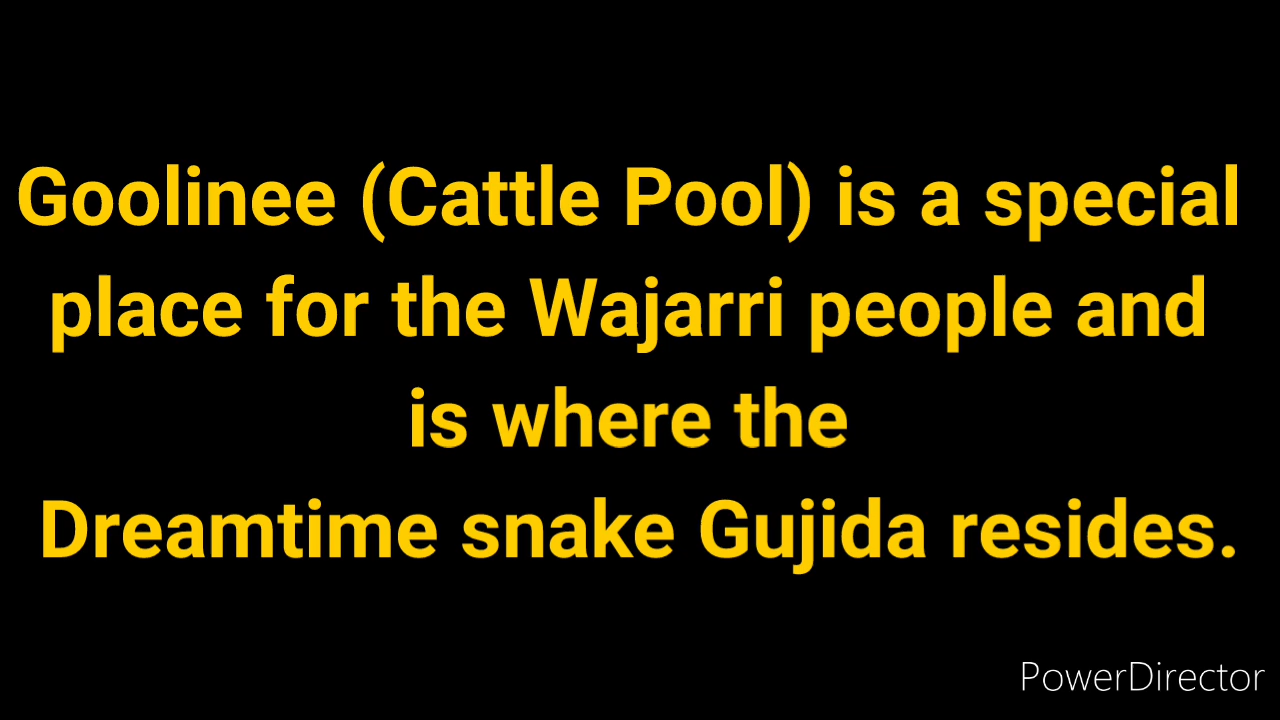 Goolinee (Cattle Pool) is a special
place for the Wajarri people and
is where the
Dreamtime snake Gujida resides.
PowerDirector